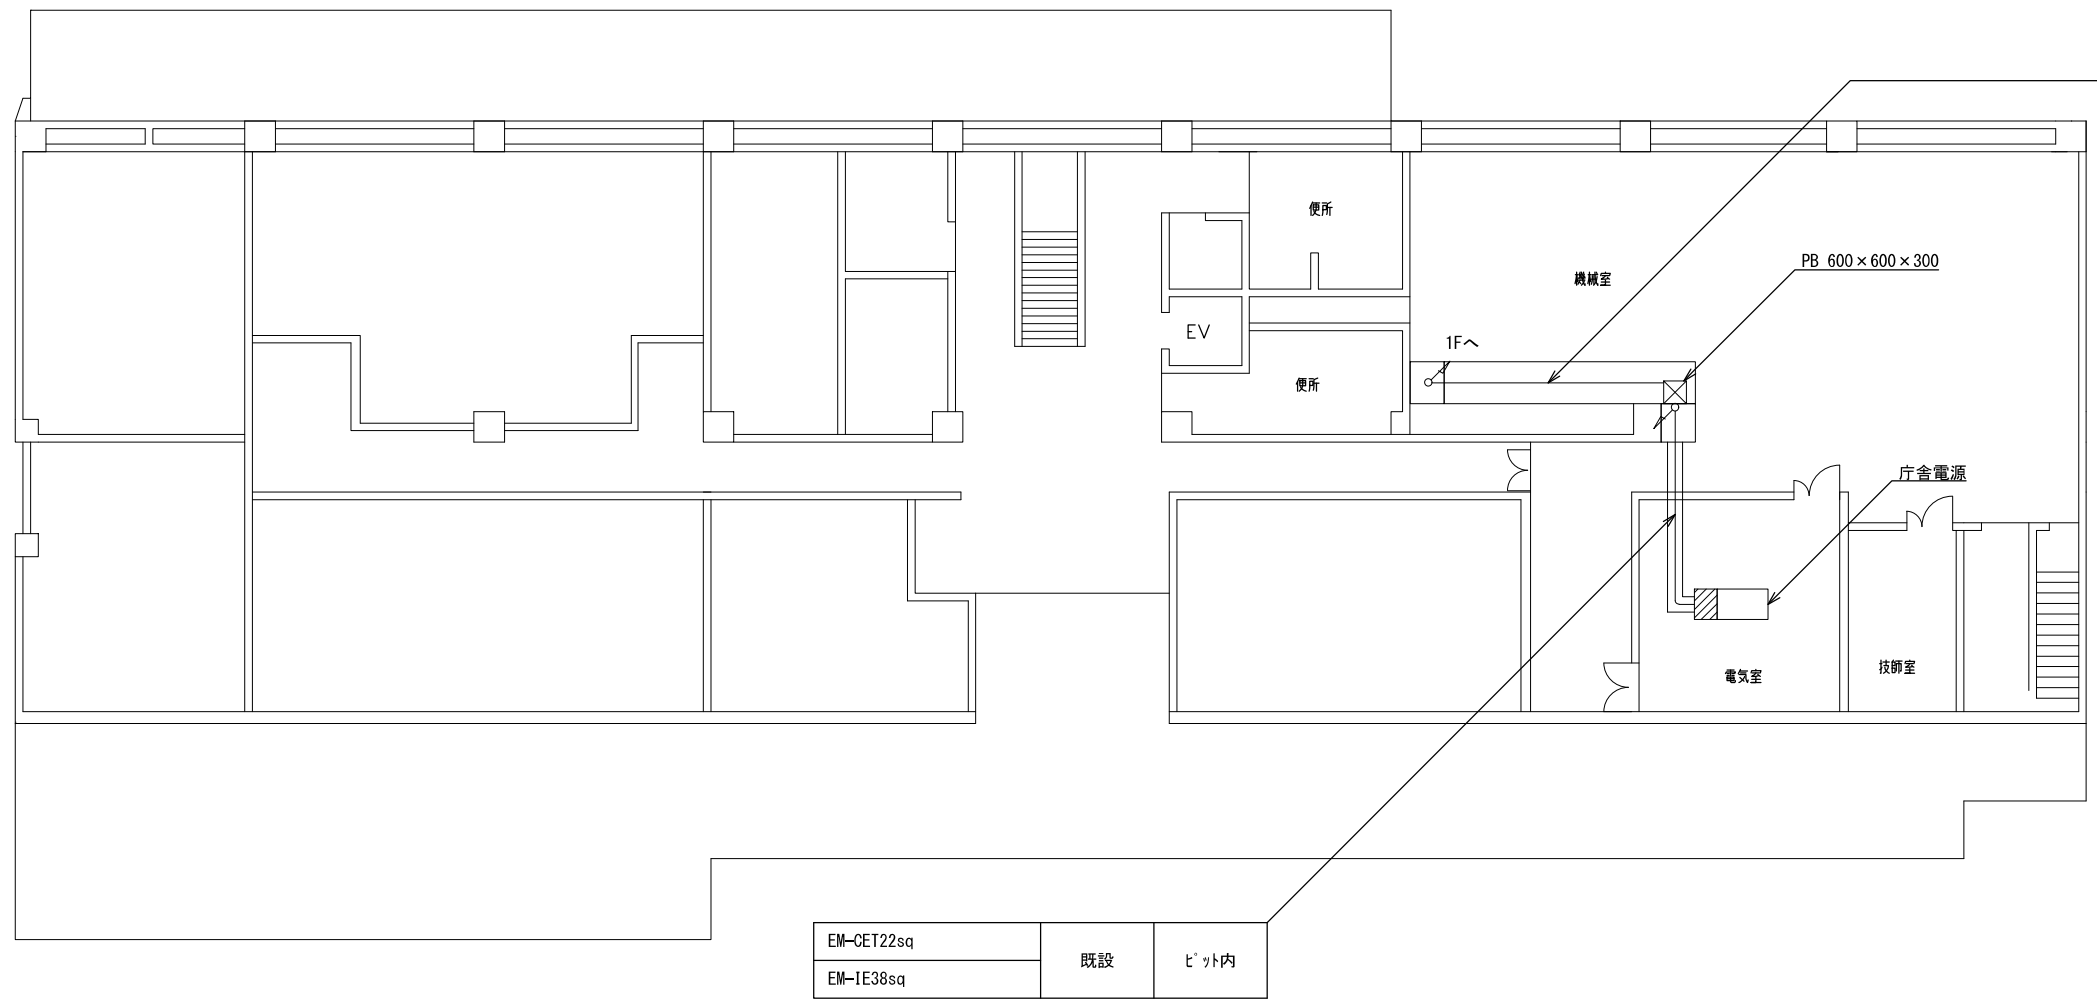 便所
機械室
PB 600×600×300
EV
1Fへ
便所
庁舎電源
電気室
技師室
EM-CET22sq
既設
ﾋﾟｯﾄ内
EM-IE38sq